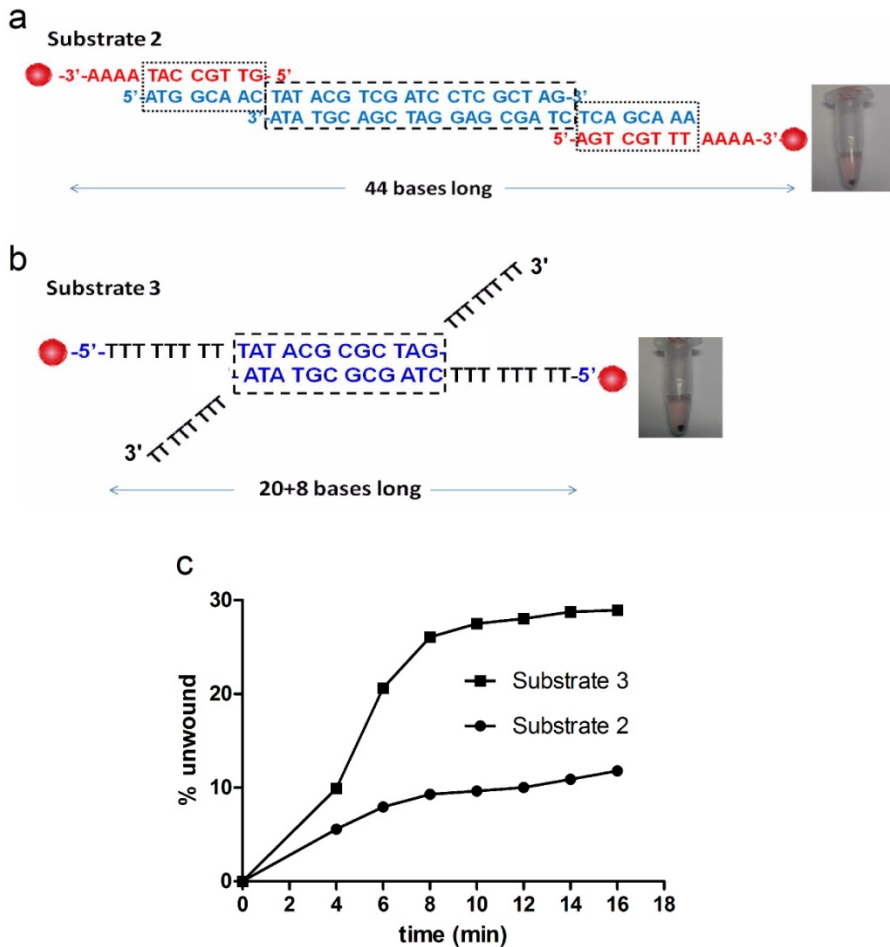 a
Substrate 2
-3'-AAAA TAC CGT TG- 5'
5' ATG GCA AC TAT ACG TCG ATC CTC GCT AG-3'
3' ATA TGC AGC TAG GAG CGA TC TCA GCA AA
5'-AGT CGT TT AAAA-3'-
44 bases long
b
Substrate 3
TTT TTT TT 3'
-5'-TTT TTT TT TAT ACG CGC TAG-
ATA TGC GCG ATC TTT TTT TT-5'
3' TT TTT TTT
20+8 bases long
c
30
20
10
0
% unwound
Substrate 3
Substrate 2
0 2 4 6 8 10 12 14 16 18
time (min)